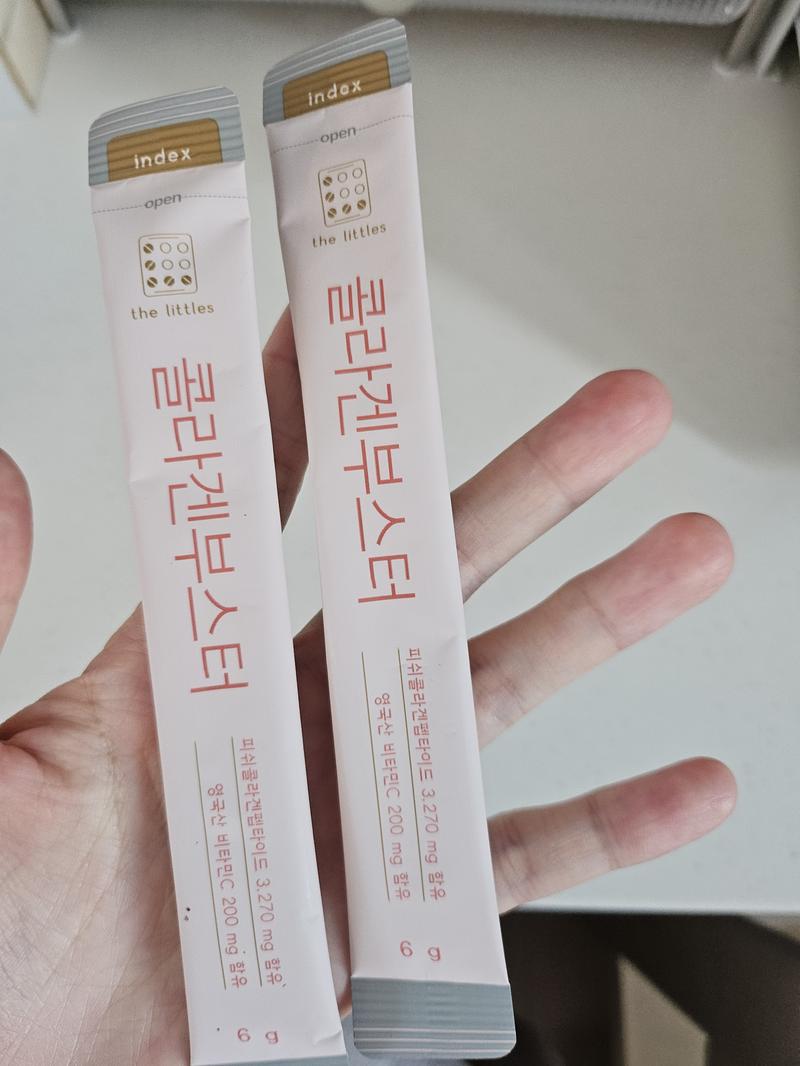 index
open
the littles
콜라겐부스터
피쉬콜라겐펩타이드 3,270 mg 함유
영국산 비타민C 200 mg 함유
6 g
index
open
the littles
콜라겐부스터
피쉬콜라겐펩타이드 3,270 mg 함유
영국산 비타민C 200 mg 함유
6 g